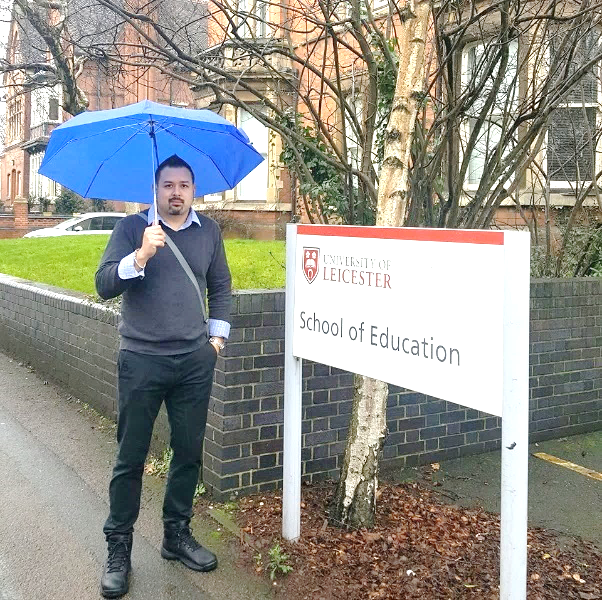 UNIVERSITY OF
LEICESTER
School of Education